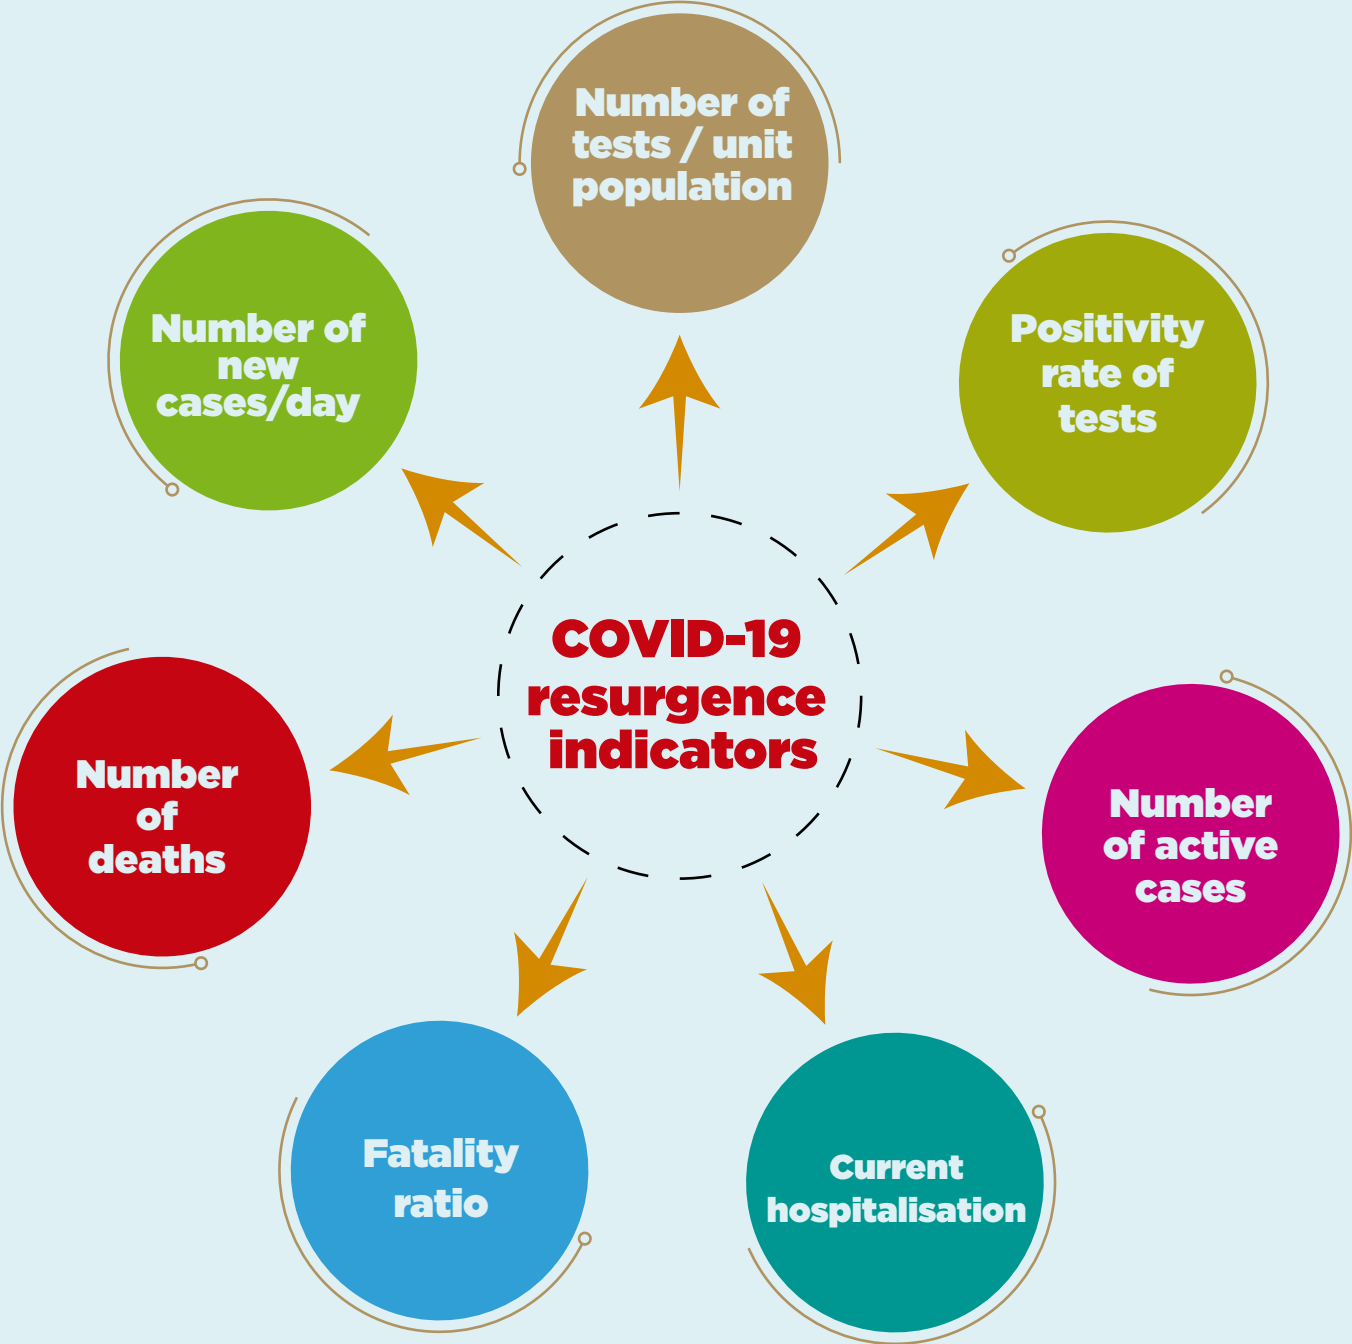 Number of
tests / unit
population
Number of
new
cases/day
Positivity
rate of
tests
COVID-19
resurgence
indicators
Number
of
deaths
Number
of active
cases
Fatality
ratio
Current
hospitalisation